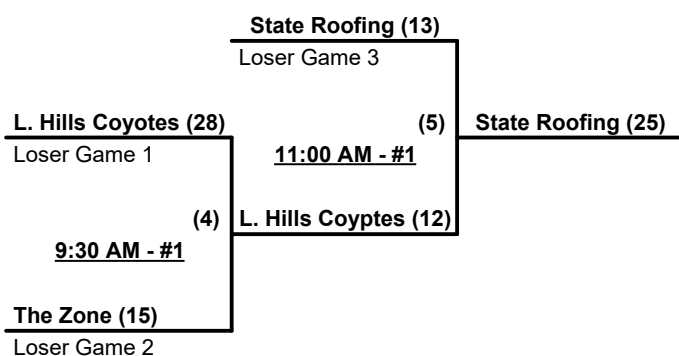 State Roofing (13)
Loser Game 3
L. Hills Coyotes (28)
(5)
State Roofing (25)
Loser Game 1
11:00 AM - #1
(4)
L. Hills Coyptes (12)
9:30 AM - #1
The Zone (15)
Loser Game 2